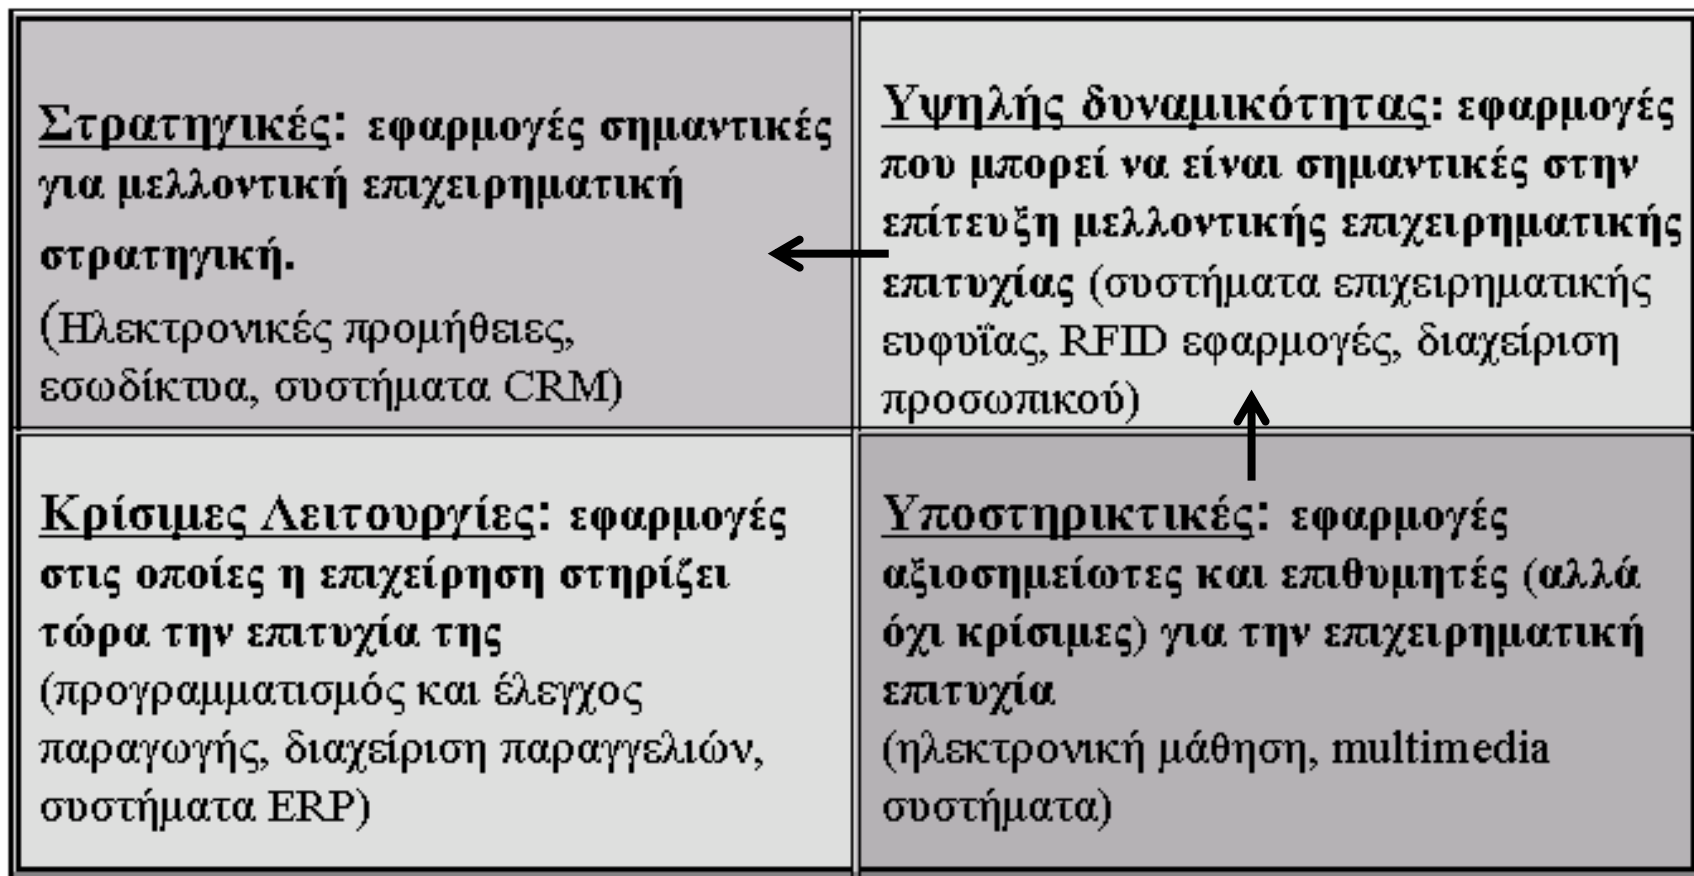 Στρατηγικές: εφαρμογές σημαντικές
για μελλοντική επιχειρηματική
στρατηγική.
(Ηλεκτρονικές προμήθειες,
εσωδίκτυα, συστήματα CRM)
Υψηλής δυναμικότητας: εφαρμογές
που μπορεί να είναι σημαντικές στην
επίτευξη μελλοντικής επιχειρηματικής
επιτυχίας (συστήματα επιχειρηματικής
ευφυΐας, RFID εφαρμογές, διαχείριση
προσωπικού)
Κρίσιμες Λειτουργίες: εφαρμογές
στις οποίες η επιχείρηση στηρίζει
τώρα την επιτυχία της
(προγραμματισμός και έλεγχος
παραγωγής, διαχείριση παραγγελιών,
συστήματα ERP)
Υποστηρικτικές: εφαρμογές
αξιοσημείωτες και επιθυμητές (αλλά
όχι κρίσιμες) για την επιχειρηματική
επιτυχία
(ηλεκτρονική μάθηση, multimedia
συστήματα)